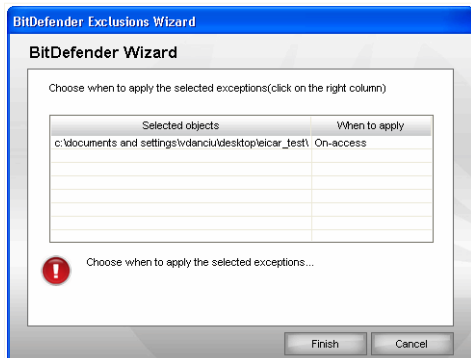 BitDefender Exclusions Wizard
BitDefender Wizard
Choose when to apply the selected exceptions(click on the right column)
Selected objects When to apply
c:\documents and settings\vdanciu\desktop\eicar_test\ On-access
Choose when to apply the selected exceptions...
Finish Cancel